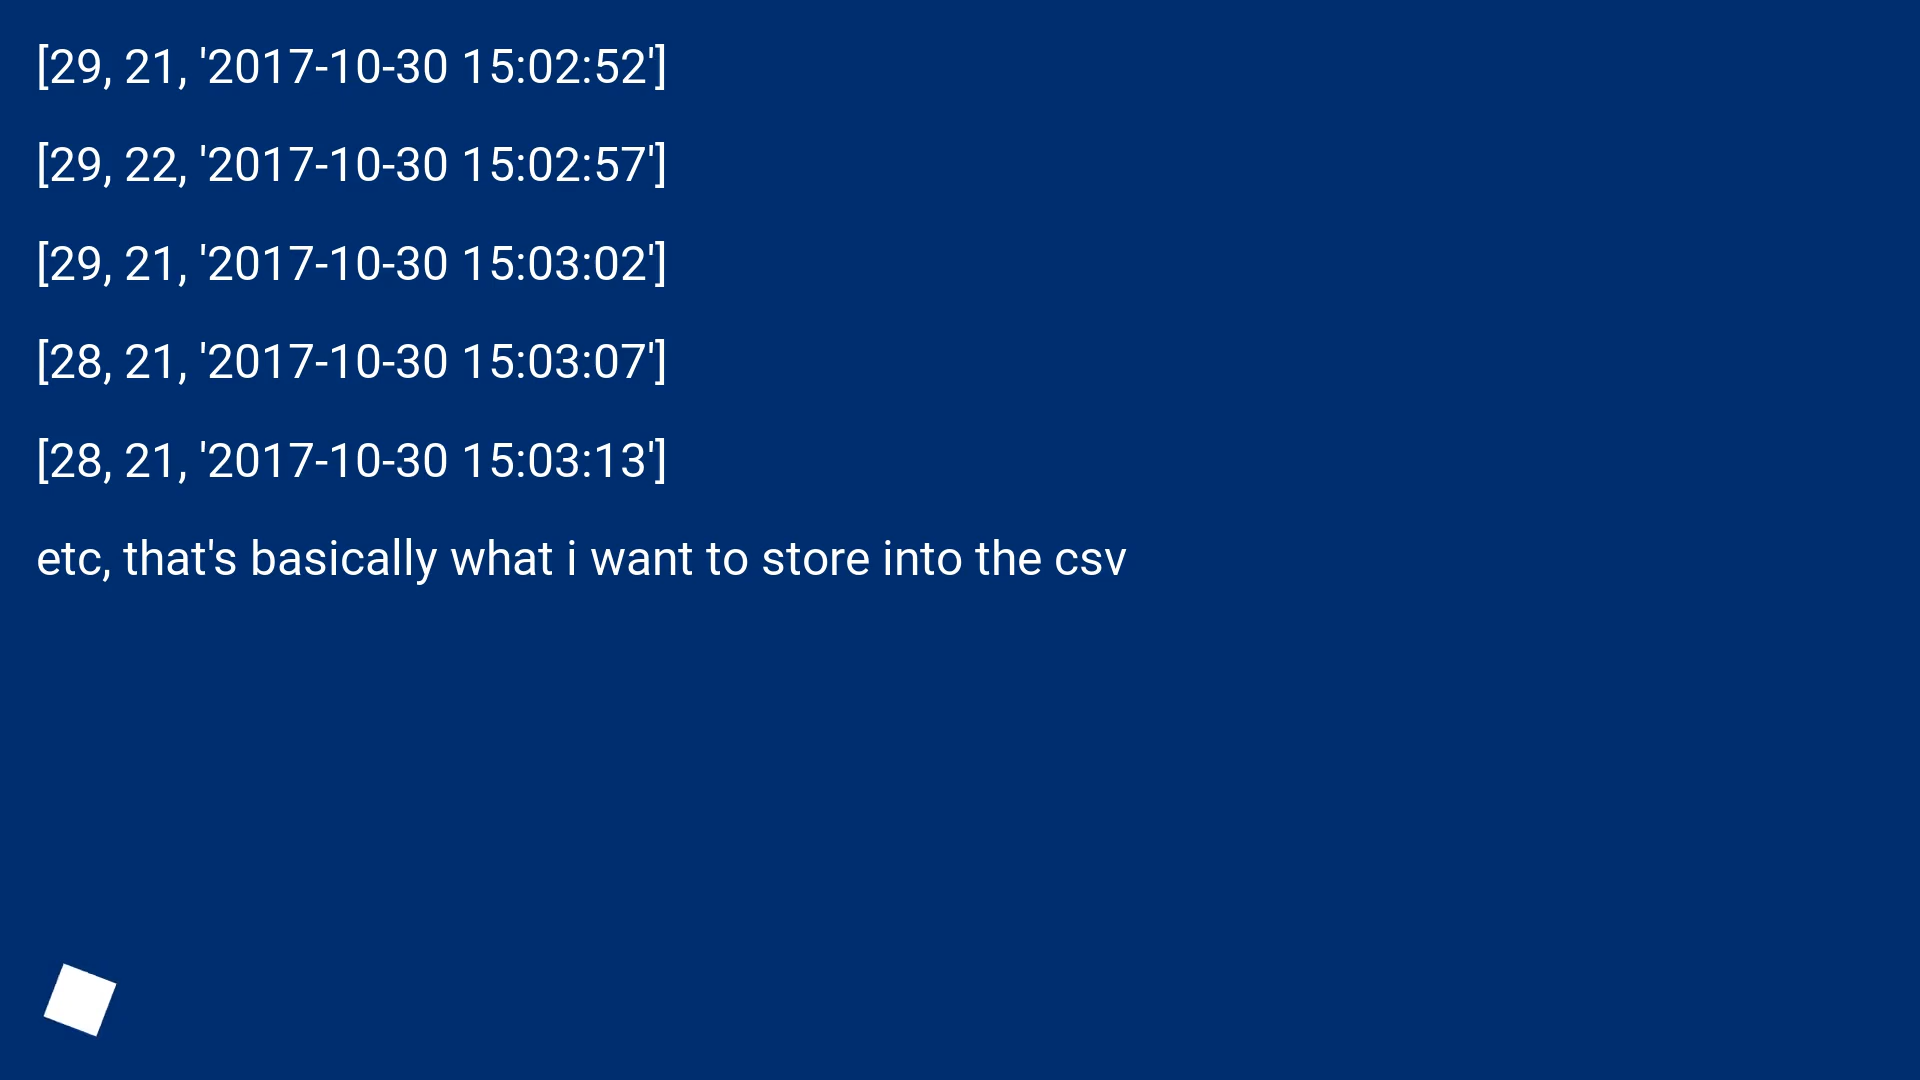 [29, 21, '2017-10-30 15:02:52']
[29, 22, '2017-10-30 15:02:57']
[29, 21, '2017-10-30 15:03:02']
[28, 21, '2017-10-30 15:03:07']
[28, 21, '2017-10-30 15:03:13']
etc, that's basically what i want to store into the csv